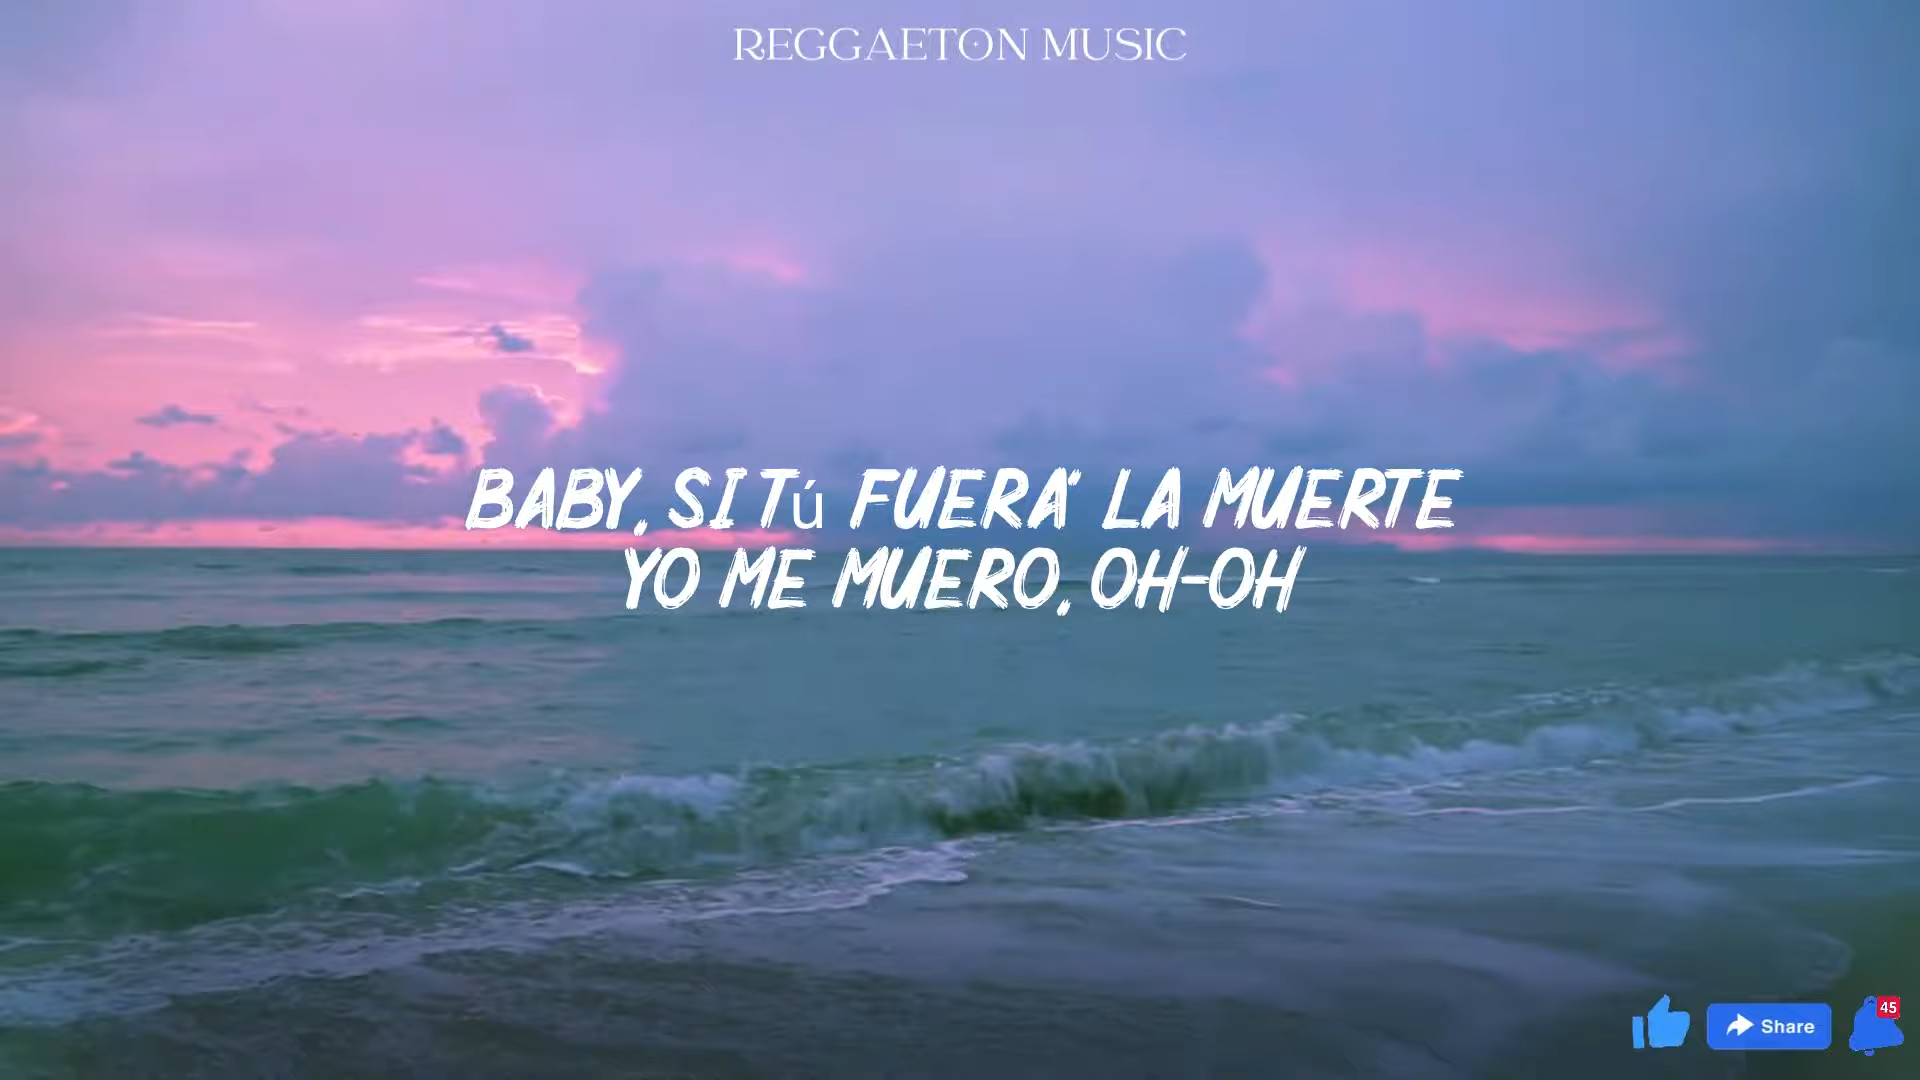 REGGAETON MUSIC
BABY, SI TÚ FUERA' LA MUERTE
YO ME MUERO, OH-OH
45
Share